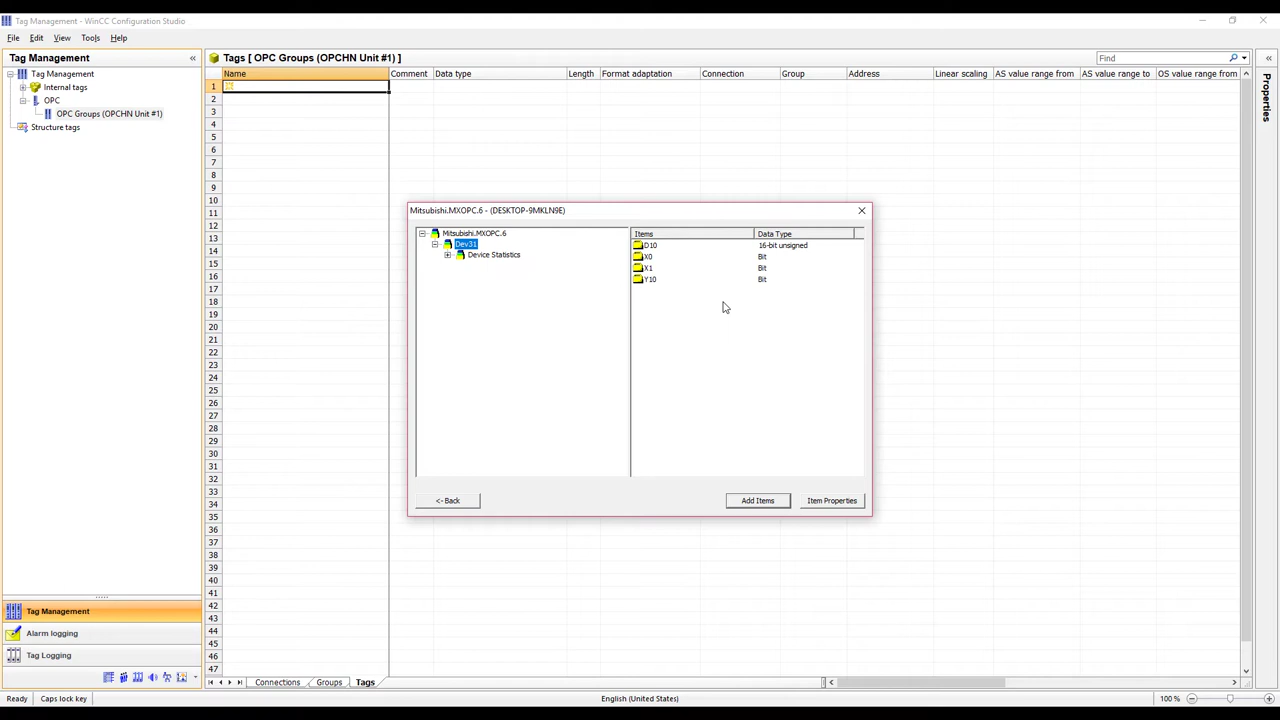 Tag Management - WinCC Configuration Studio
File Edit View Tools Help
Tag Management «
Tags [ OPC Groups (OPCHN Unit #1) ]
Find
«
Properties
Tag Management
Internal tags
OPC
OPC Groups (OPCHN Unit #1)
Structure tags
Name Comment Data type Length Format adaptation Connection Group Address Linear scaling AS value range from AS value range to OS value range from
1
2
3
4
5
6
7
8
9
10
11
12
13
14
15
16
17
18
19
20
21
22
23
24
25
26
27
28
29
30
31
32
33
34
35
36
37
38
39
40
41
42
43
44
45
46
47
Mitsubishi.MXOPC.6 - (DESKTOP-9MKLN9E)
Mitsubishi.MXOPC.6
Dev31
Device Statistics
Items Data Type
D10 16-bit unsigned
X0 Bit
X1 Bit
Y10 Bit
<- Back Add Items Item Properties
Tag Management
Alarm logging
Tag Logging
Connections Groups Tags
Ready Caps lock key English (United States) 100 %